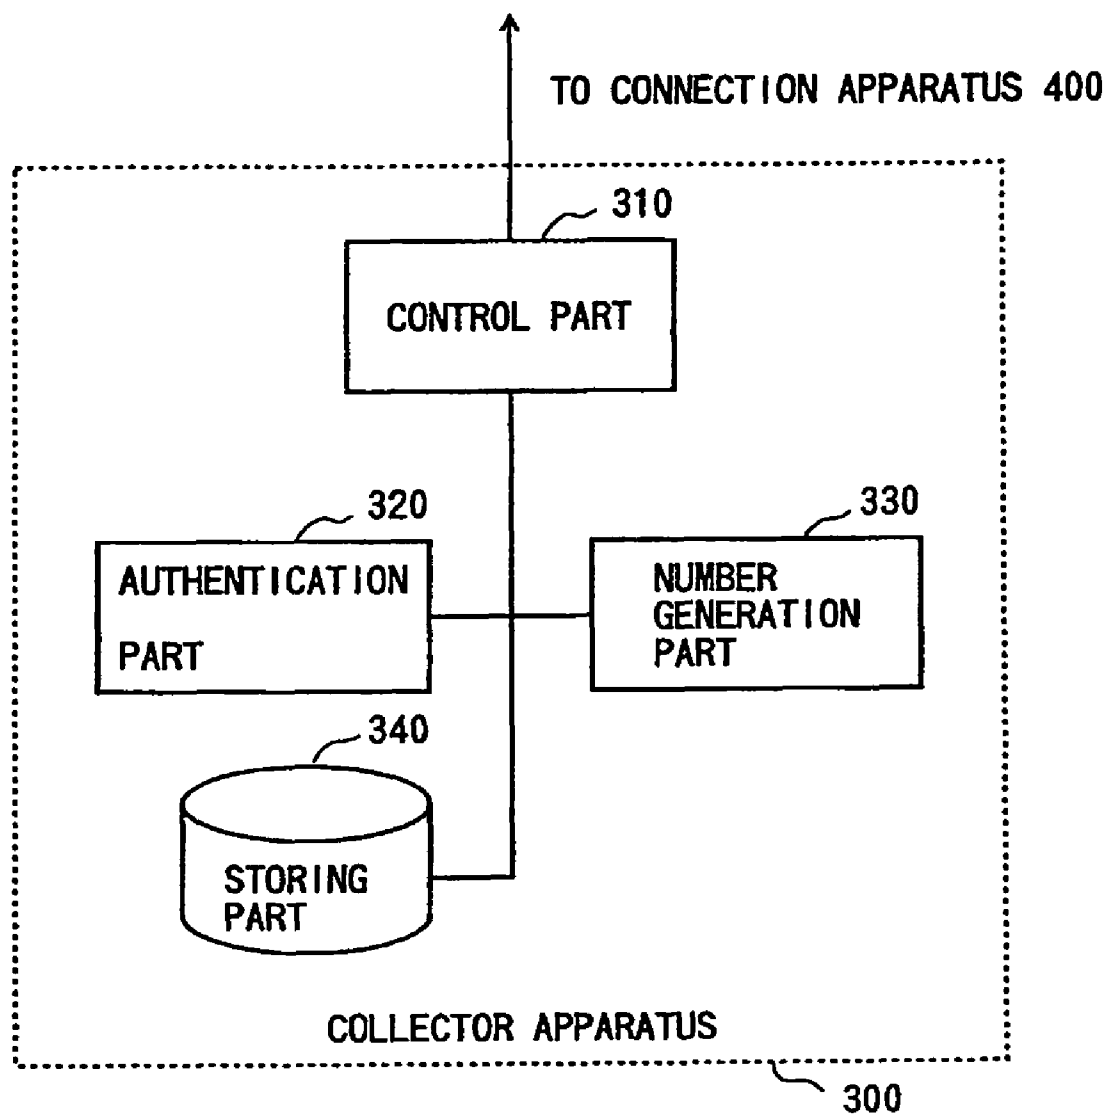 TO CONNECTION APPARATUS 400
310
CONTROL PART
320
330
AUTHENTICATION
PART
NUMBER
GENERATION
PART
340
STORING
PART
COLLECTOR APPARATUS
300